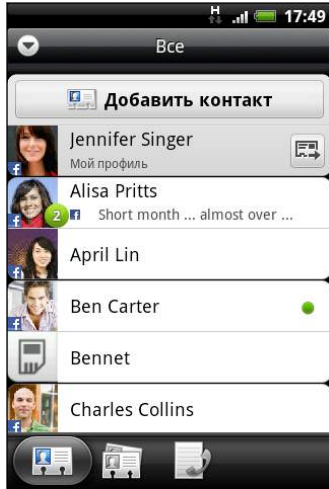 H 17:49
Все
Добавить контакт
Jennifer Singer
Мой профиль
Alisa Pritts
2 Short month ... almost over ...
April Lin
Ben Carter
Bennet
Charles Collins